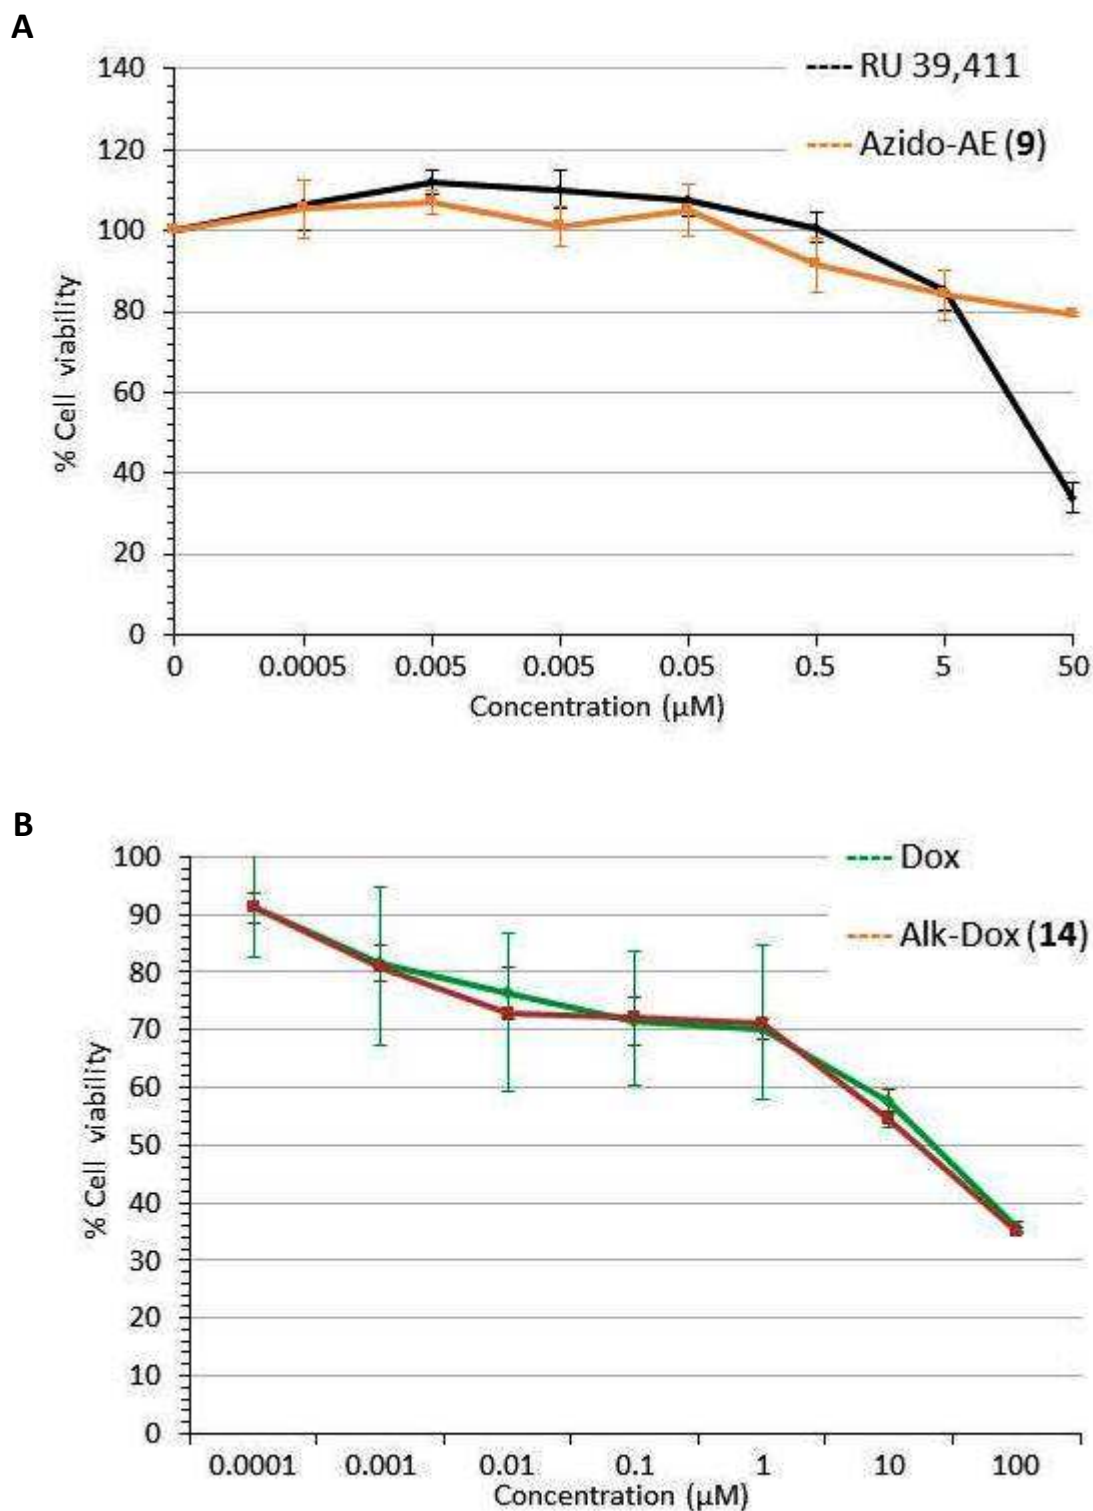 A
RU 39,411
Azido-AE (9)
140
120
100
80
60
40
20
0
% Cell viability
0 0.0005 0.005 0.005 0.05 0.5 5 50
Concentration (µM)
B
Dox
Alk-Dox (14)
100
90
80
70
60
50
40
30
20
10
0
% Cell viability
0.0001 0.001 0.01 0.1 1 10 100
Concentration (µM)